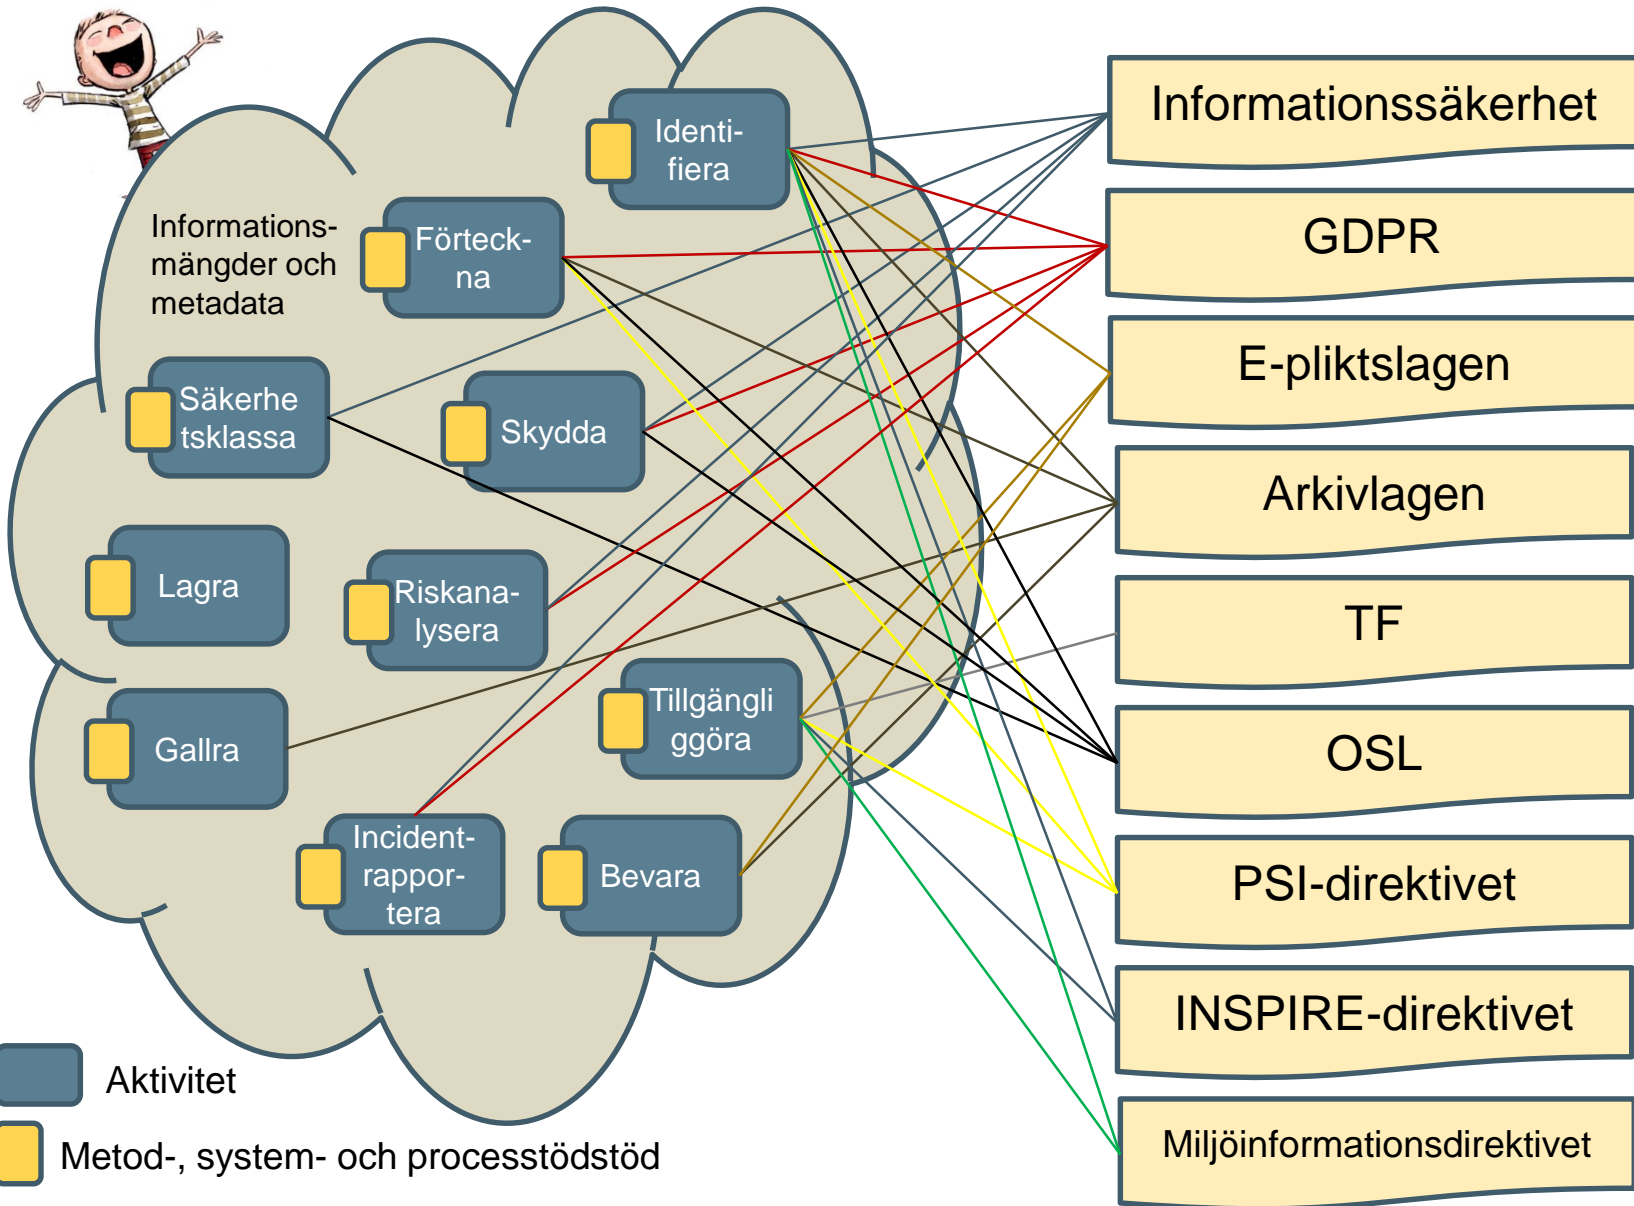 Identi-
fiera
Informations-
mängder och
metadata
Förteck-
na
Säkerhe
tsklassa
Skydda
Lagra
Riskana-
lysera
Gallra
Tillgängli
ggöra
Incident-
rappor-
tera
Bevara
Informationssäkerhet
GDPR
E-pliktslagen
Arkivlagen
TF
OSL
PSI-direktivet
INSPIRE-direktivet
Miljöinformationsdirektivet
Aktivitet
Metod-, system- och processtödstöd